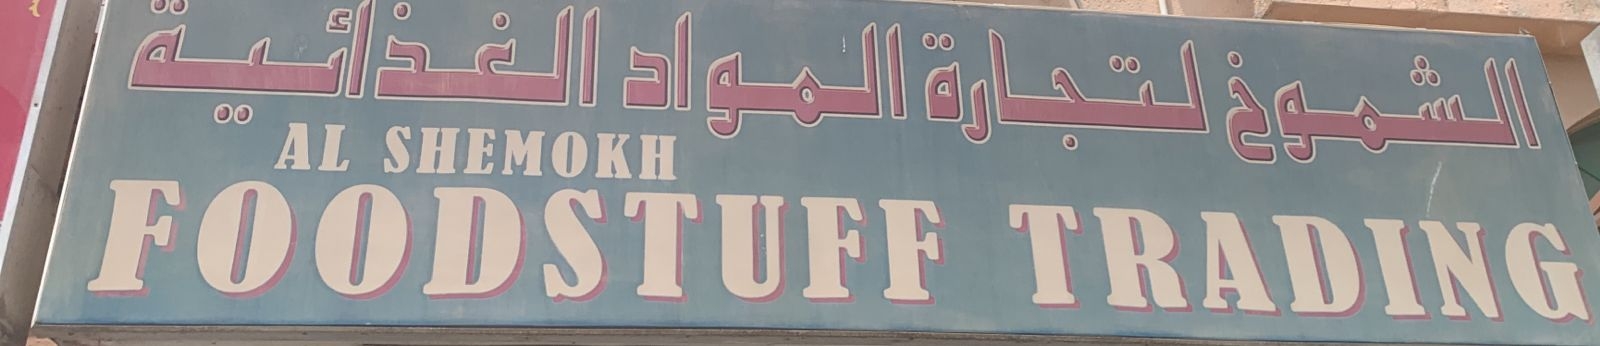 الشموخ لتجارة المواد الغذائية
AL SHEMOKH
FOODSTUFF TRADING